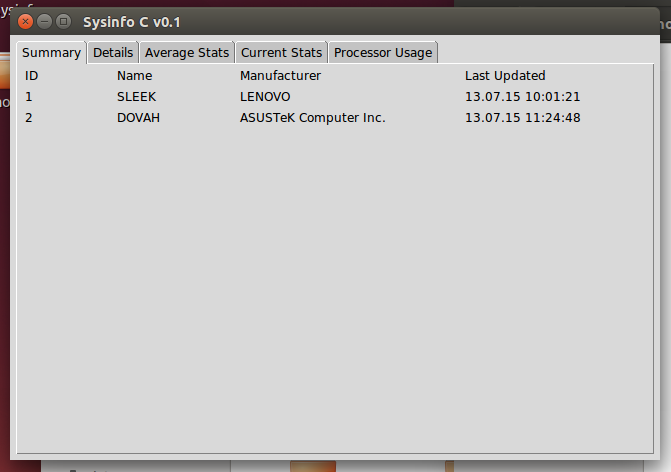 Sysinfo C v0.1
Summary Details Average Stats Current Stats Processor Usage
ID Name Manufacturer Last Updated
1 SLEEK LENOVO 13.07.15 10:01:21
2 DOVAH ASUSTeK Computer Inc. 13.07.15 11:24:48